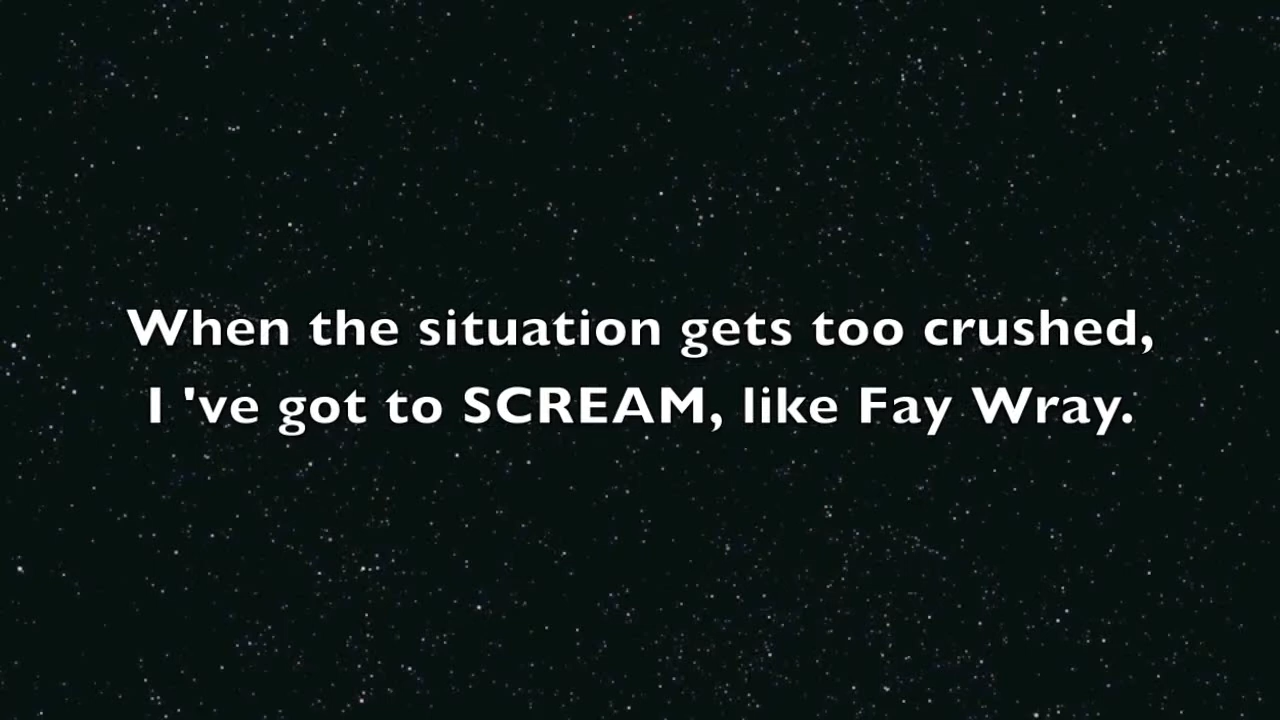 When the situation gets too crushed,
I 've got to SCREAM, like Fay Wray.